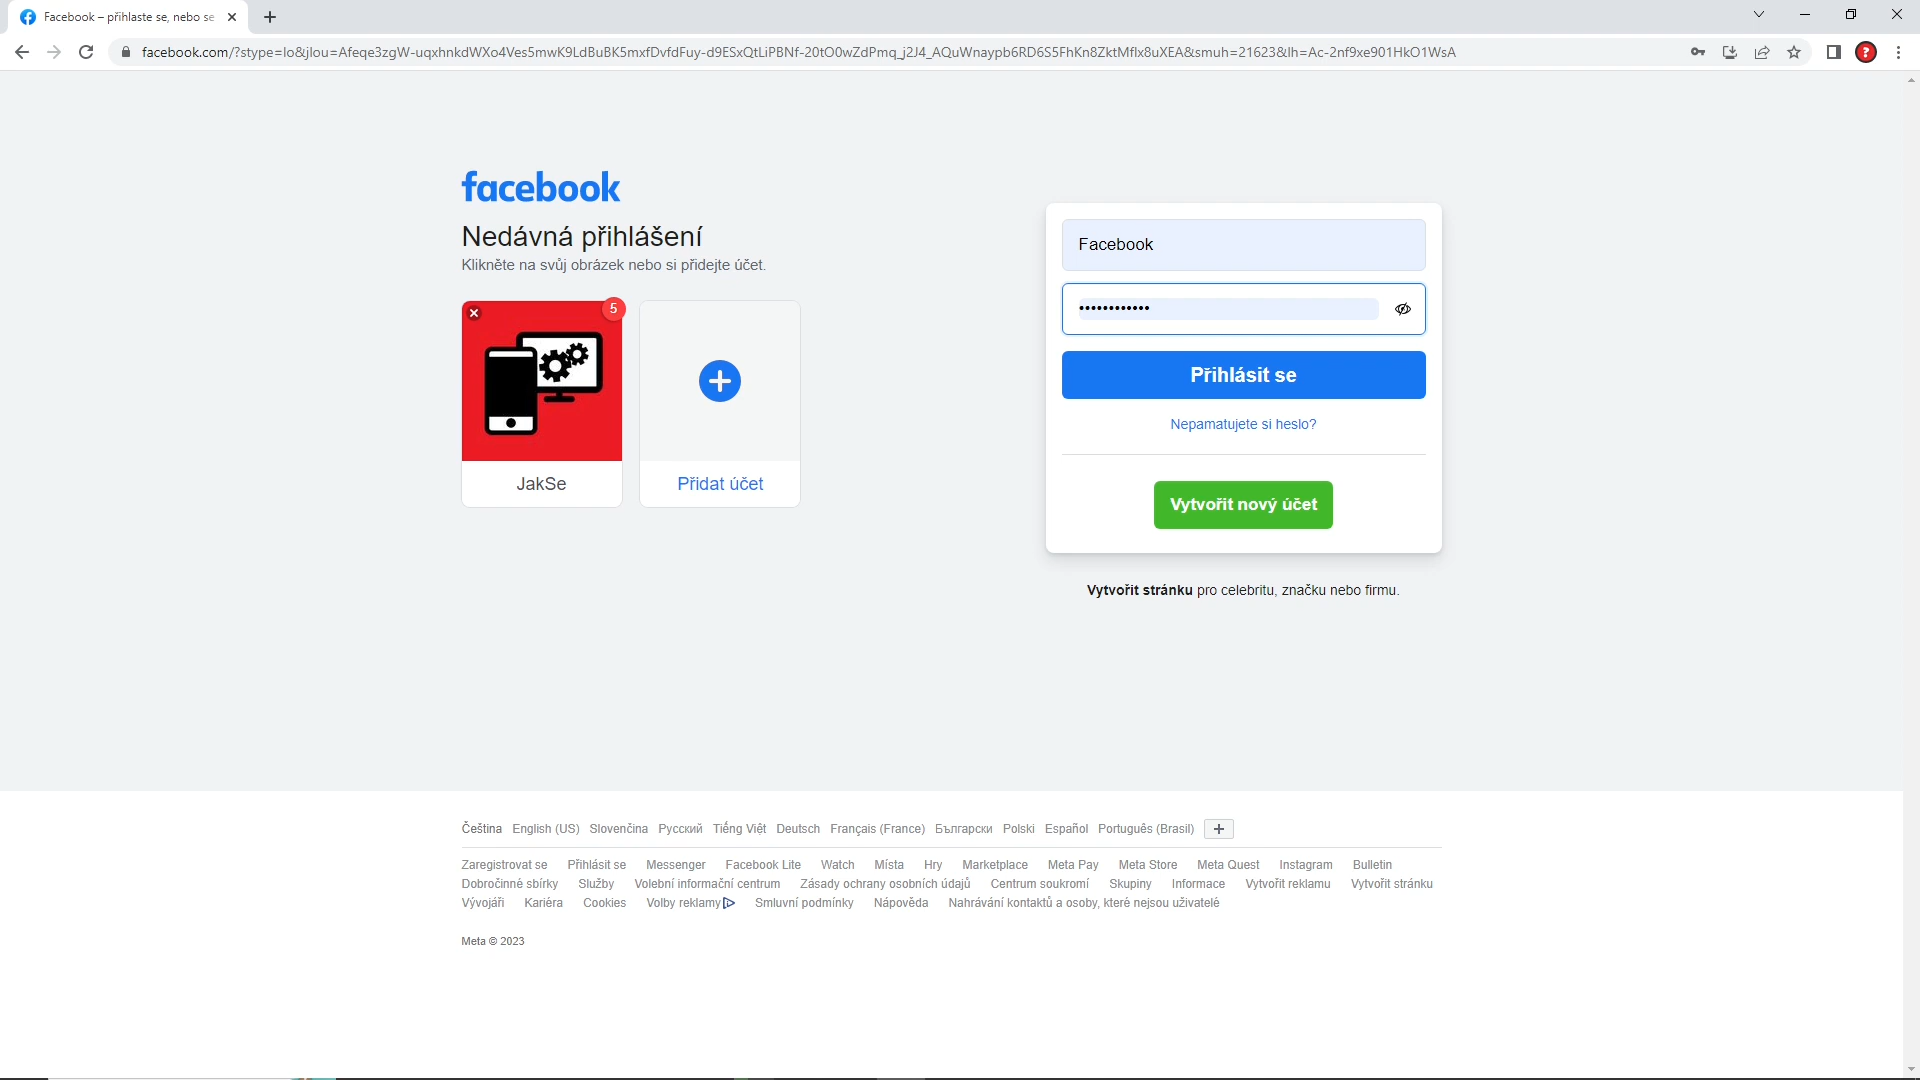 Facebook – přihlaste se, nebo se
facebook.com/?stype=lo&jlou=Afeqe3zgW-uqxhnkdWXo4Ves5mwK9LdBuBK5mxfDvfdFuy-d9ESxQtLiPBNf-20tO0wZdPmq_j2J4_AQuWnaypb6RD6S5FhKn8ZktMflx8uXEA&smuh=21623&lh=Ac-2nf9xe901HkO1WsA
facebook
Nedávná přihlášení
Klikněte na svůj obrázek nebo si přidejte účet.
5
JakSe
Přidat účet
Facebook
••••••••••••
Přihlásit se
Nepamatujete si heslo?
Vytvořit nový účet
Vytvořit stránku pro celebritu, značku nebo firmu.
Čeština English (US) Slovenčina Русский Tiếng Việt Deutsch Français (France) Български Polski Español Português (Brasil)
Zaregistrovat se Přihlásit se Messenger Facebook Lite Watch Místa Hry Marketplace Meta Pay Meta Store Meta Quest Instagram Bulletin
Dobročinné sbírky Služby Volební informační centrum Zásady ochrany osobních údajů Centrum soukromí Skupiny Informace Vytvořit reklamu Vytvořit stránku
Vývojáři Kariéra Cookies Volby reklamy Smluvní podmínky Nápověda Nahrávání kontaktů a osoby, které nejsou uživatelé
Meta © 2023